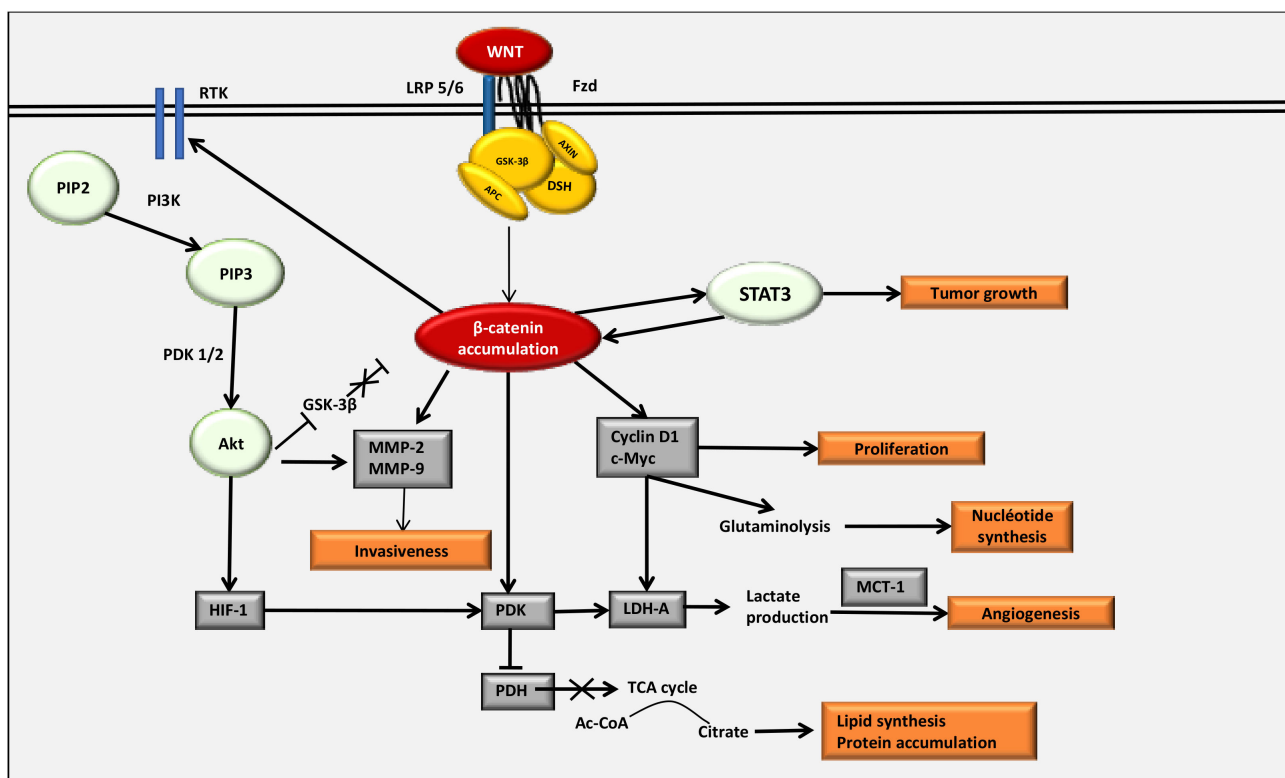 WNT
LRP 5/6
Fzd
RTK
AXIN
GSK-3β
DSH
APC
PIP2
PI3K
PIP3
STAT3
Tumor growth
β-catenin
accumulation
PDK 1/2
GSK-3β
Akt
MMP-2
MMP-9
Cyclin D1
c-Myc
Proliferation
Glutaminolysis
Nucléotide
synthesis
Invasiveness
HIF-1
PDK
LDH-A
Lactate
production
MCT-1
Angiogenesis
PDH
TCA cycle
Ac-CoA
Citrate
Lipid synthesis
Protein accumulation